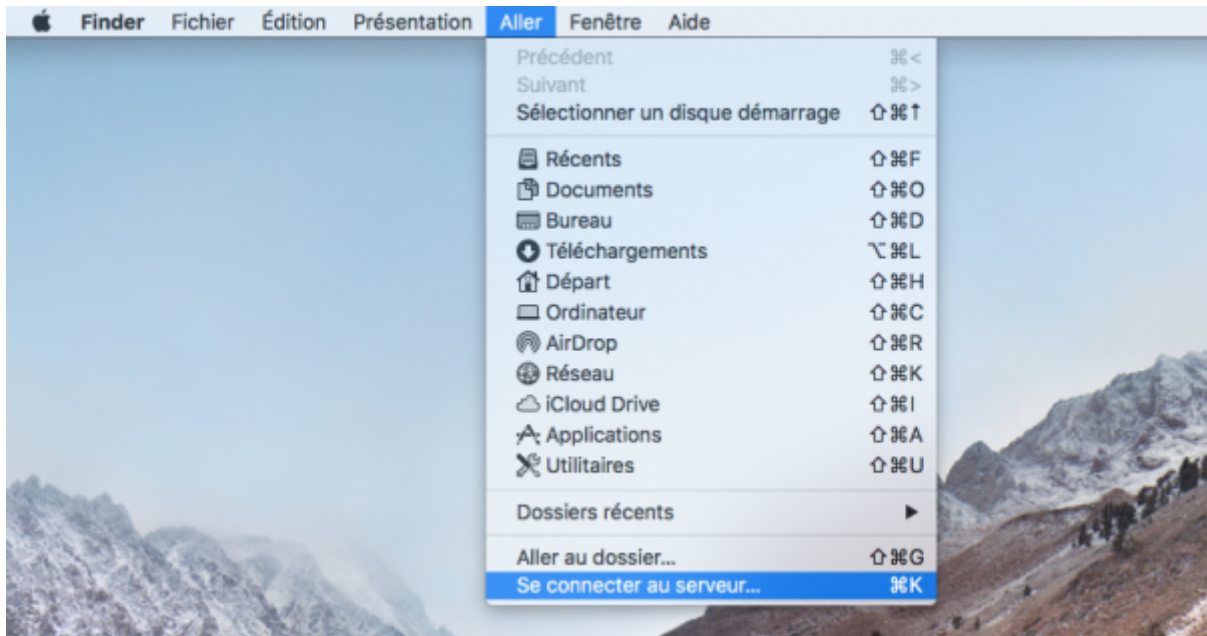 Finder Fichier Édition Présentation Aller Fenêtre Aide
Précédent ⌘<
Suivant ⌘>
Sélectionner un disque démarrage ⇧⌘↑
Récents ⇧⌘F
Documents ⇧⌘O
Bureau ⇧⌘D
Téléchargements ⌥⌘L
Départ ⇧⌘H
Ordinateur ⇧⌘C
AirDrop ⇧⌘R
Réseau ⇧⌘K
iCloud Drive ⇧⌘I
Applications ⇧⌘A
Utilitaires ⇧⌘U
Dossiers récents ▶
Aller au dossier... ⇧⌘G
Se connecter au serveur... ⌘K